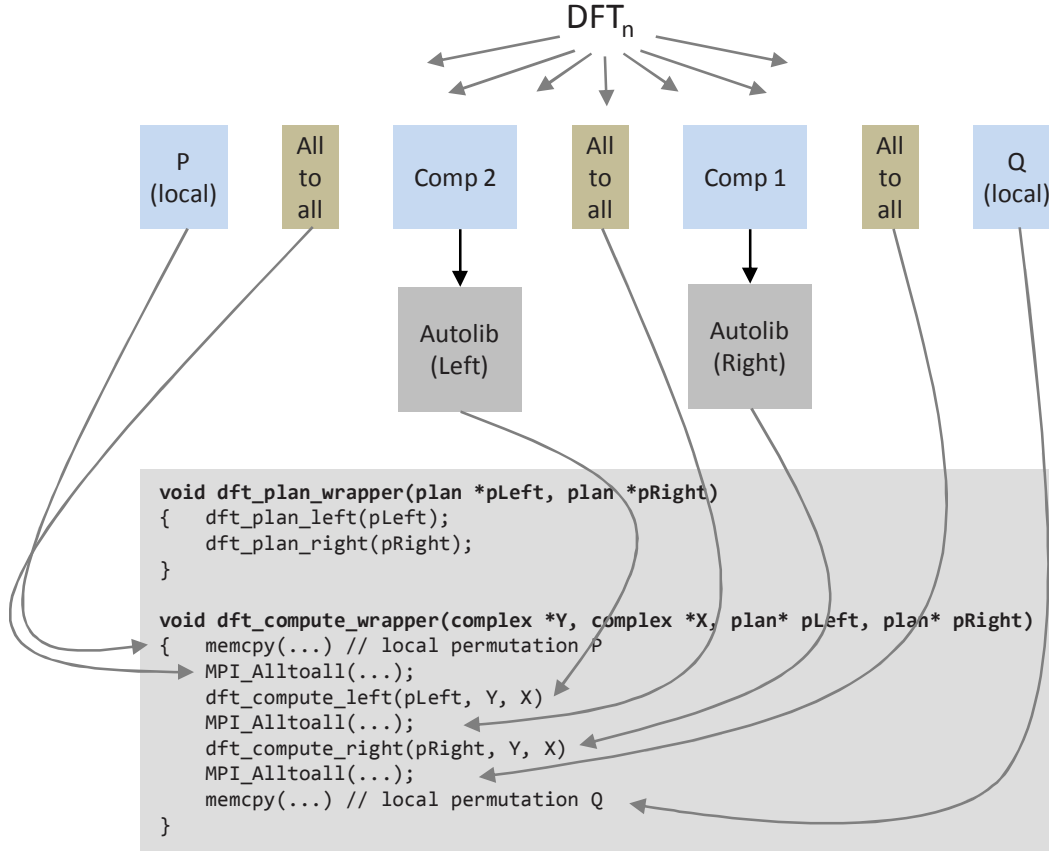 DFTn
P
(local)
All
to
all
Comp 2
All
to
all
Comp 1
All
to
all
Q
(local)
Autolib
(Left)
Autolib
(Right)
void dft_plan_wrapper(plan *pLeft, plan *pRight)
{   dft_plan_left(pLeft);
    dft_plan_right(pRight);
}
void dft_compute_wrapper(complex *Y, complex *X, plan* pLeft, plan* pRight)
{   memcpy(...) // local permutation P
    MPI_Alltoall(...);
    dft_compute_left(pLeft, Y, X)
    MPI_Alltoall(...);
    dft_compute_right(pRight, Y, X)
    MPI_Alltoall(...);
    memcpy(...) // local permutation Q
}